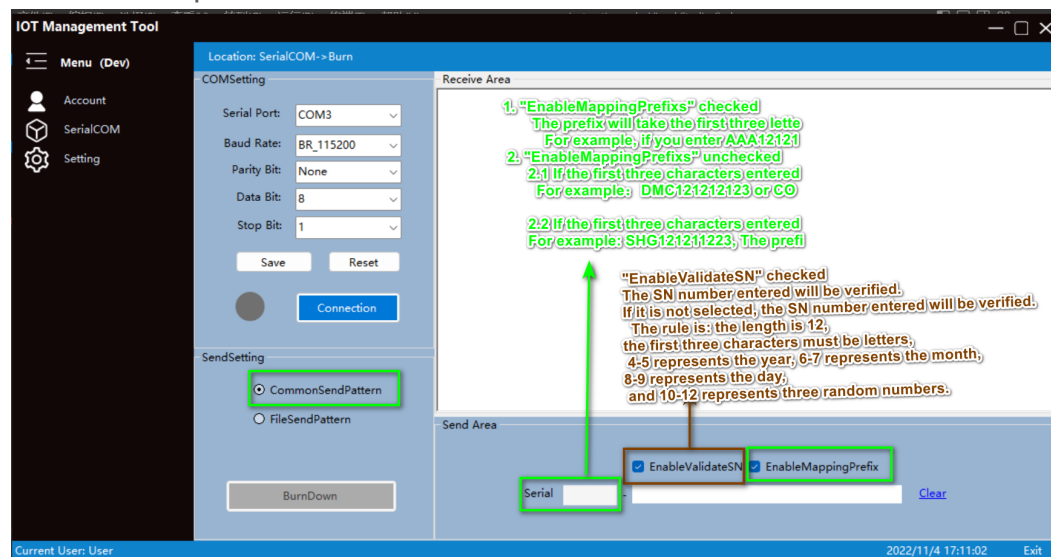 IOT Management Tool
Menu (Dev)
Location: SerialCOM->Burn
Account
SerialCOM
Setting
COMSetting
Serial Port:
COM3
Baud Rate:
BR_115200
Parity Bit:
None
Data Bit:
8
Stop Bit:
1
Save
Reset
Connection
SendSetting
CommonSendPattern
FileSendPattern
BurnDown
Receive Area
1. "EnableMappingPrefixs" checked
The prefix will take the first three lette
For example, if you enter AAA12121
2. "EnableMappingPrefixs" unchecked
2.1 If the first three characters entered
For example: DMC121212123 or CO
2.2 If the first three characters entered
For example: SHG121211223, The prefi
"EnableValidateSN" checked
The SN number entered will be verified.
If it is not selected, the SN number entered will be verified.
The rule is: the length is 12,
the first three characters must be letters,
4-5 represents the year, 6-7 represents the month,
8-9 represents the day,
and 10-12 represents three random numbers.
Send Area
EnableValidateSN
EnableMappingPrefix
Serial
-
Clear
Current User: User
2022/11/4 17:11:02
Exit